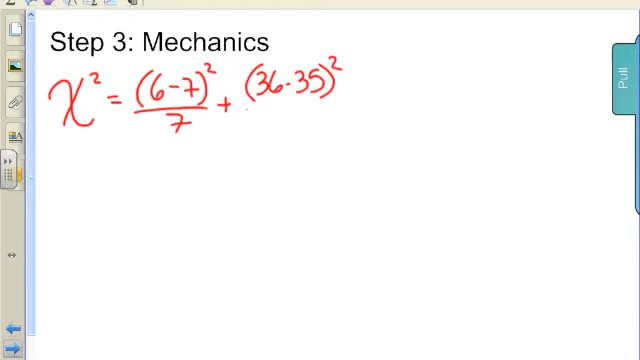 Step 3: Mechanics
χ² = (6-7)²/7 + (36-35)²
Pull